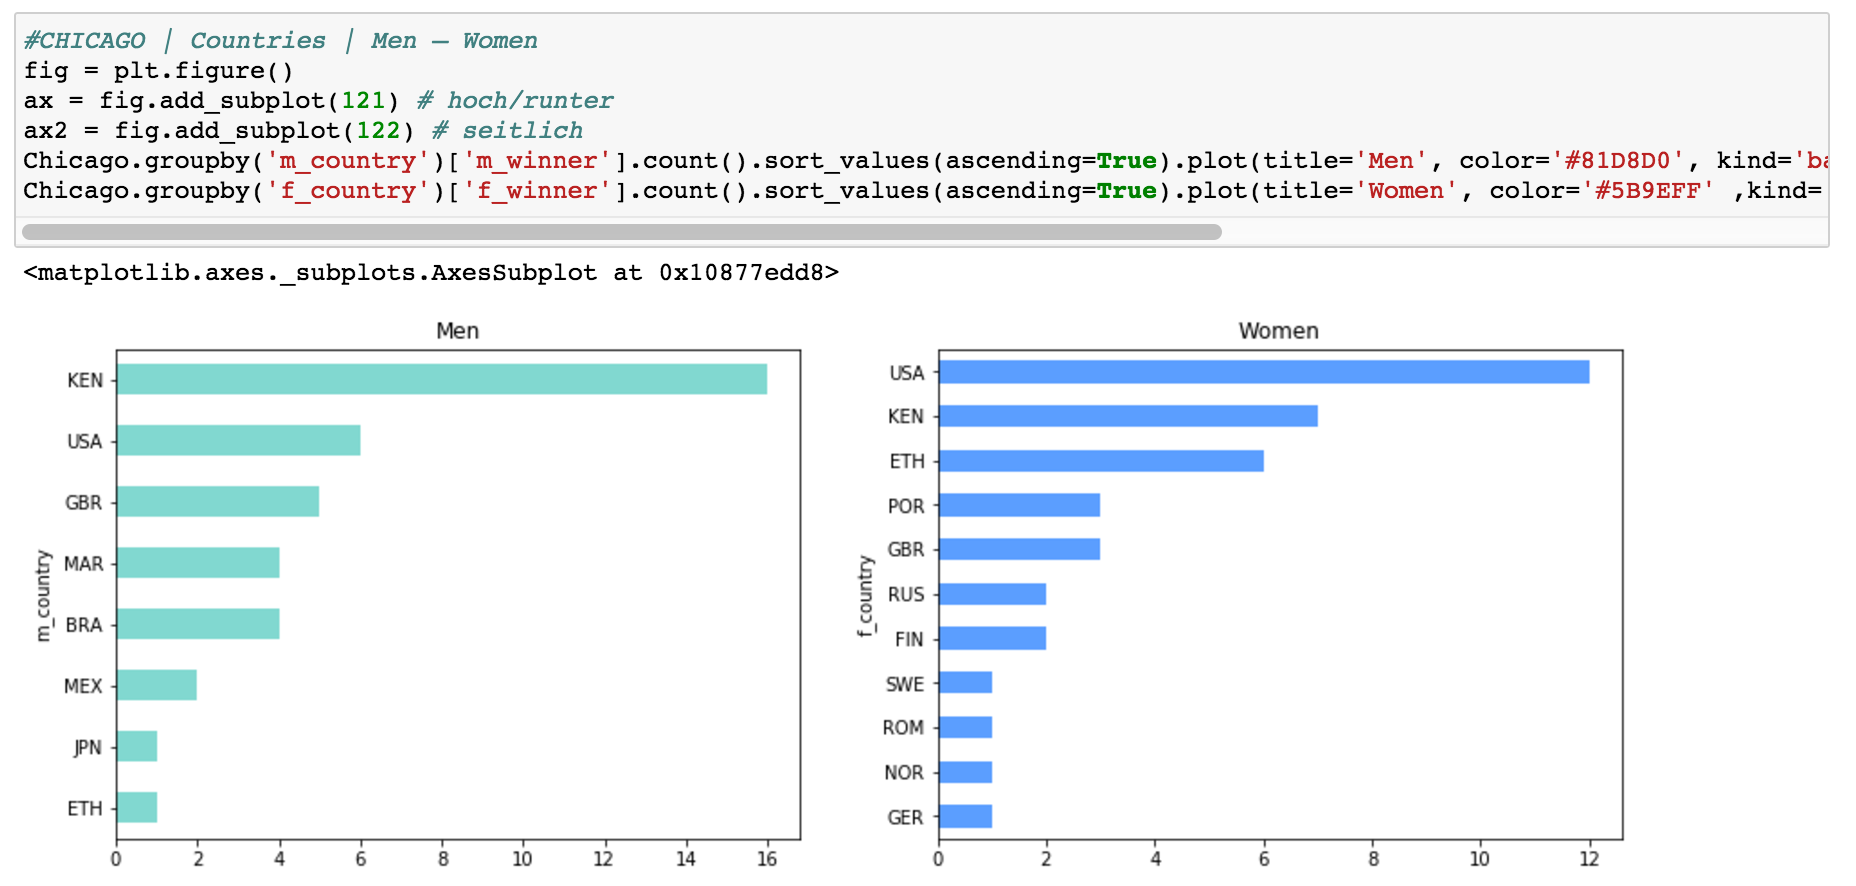 #CHICAGO | Countries | Men — Women
fig = plt.figure()
ax = fig.add_subplot(121) # hoch/runter
ax2 = fig.add_subplot(122) # seitlich
Chicago.groupby('m_country')['m_winner'].count().sort_values(ascending=True).plot(title='Men', color='#81D8D0', kind='ba
Chicago.groupby('f_country')['f_winner'].count().sort_values(ascending=True).plot(title='Women', color='#5B9EFF' ,kind=
<matplotlib.axes._subplots.AxesSubplot at 0x10877edd8>
Men
m_country
KEN
USA
GBR
MAR
BRA
MEX
JPN
ETH
0 2 4 6 8 10 12 14 16
Women
f_country
USA
KEN
ETH
POR
GBR
RUS
FIN
SWE
ROM
NOR
GER
0 2 4 6 8 10 12